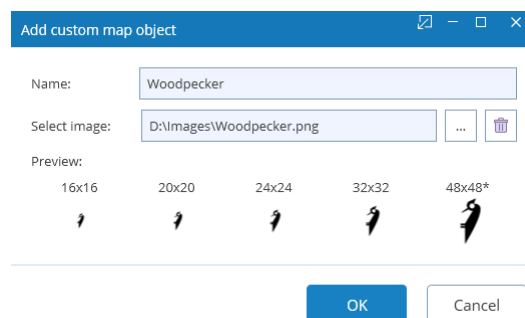 Add custom map object
Name: Woodpecker
Select image: D:\Images\Woodpecker.png ...
Preview:
16x16 20x20 24x24 32x32 48x48*
OK Cancel